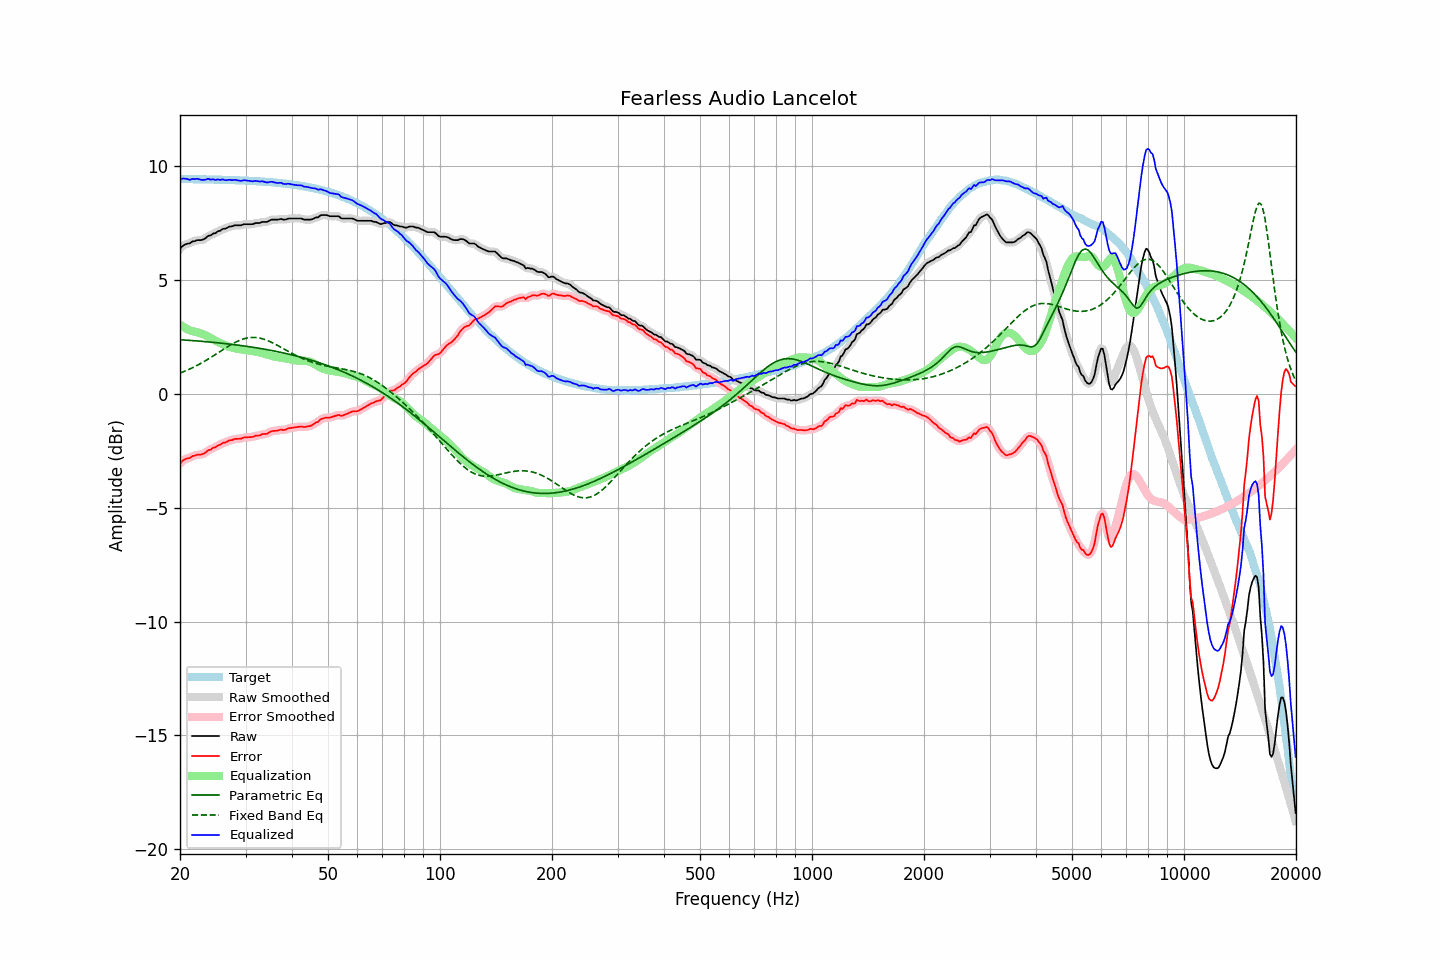 Fearless Audio Lancelot
10
5
0
−5
−10
−15
−20
Amplitude (dBr)
Target
Raw Smoothed
Error Smoothed
Raw
Error
Equalization
Parametric Eq
Fixed Band Eq
Equalized
20 50 100 200 500 1000 2000 5000 10000 20000
Frequency (Hz)